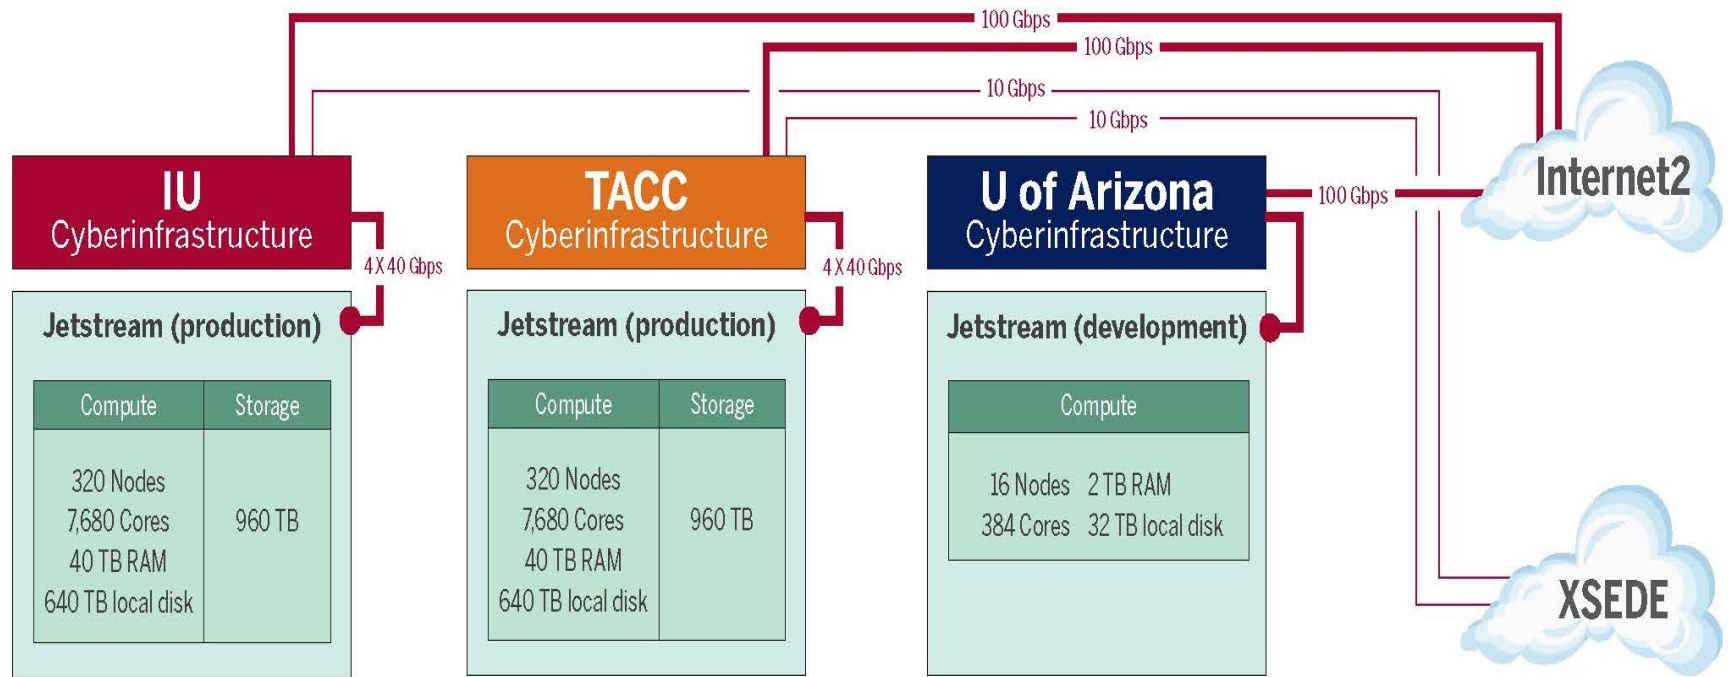 100 Gbps
100 Gbps
10 Gbps
10 Gbps
IU
Cyberinfrastructure
4 X 40 Gbps
TACC
Cyberinfrastructure
4 X 40 Gbps
U of Arizona
Cyberinfrastructure
100 Gbps
Internet2
Jetstream (production)
Compute Storage
320 Nodes
7,680 Cores
40 TB RAM
640 TB local disk
960 TB
Jetstream (production)
Compute Storage
320 Nodes
7,680 Cores
40 TB RAM
640 TB local disk
960 TB
Jetstream (development)
Compute
16 Nodes 2 TB RAM
384 Cores 32 TB local disk
XSEDE